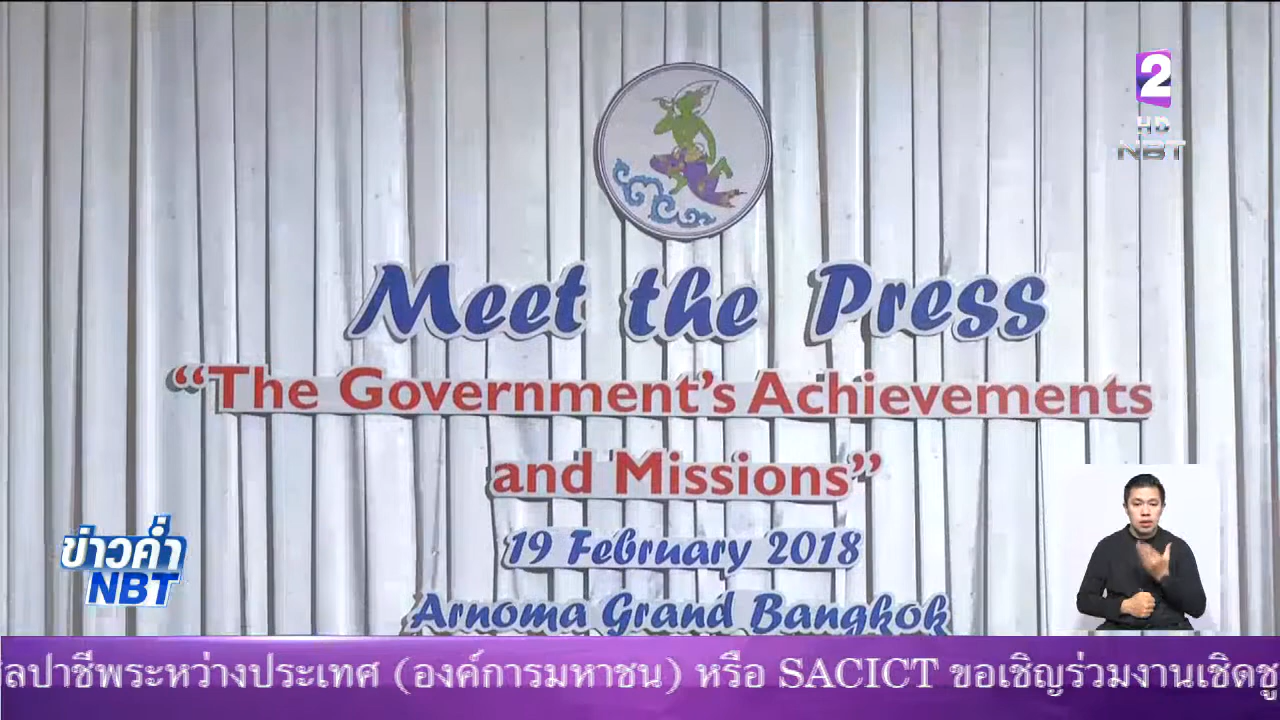 2
HD
NBT
Meet the Press
“The Government’s Achievements
and Missions”
19 February 2018
Arnoma Grand Bangkok
ข่าวค่ำ
NBT
ศิลปาชีพระหว่างประเทศ (องค์การมหาชน) หรือ SACICT ขอเชิญร่วมงานเชิดชู